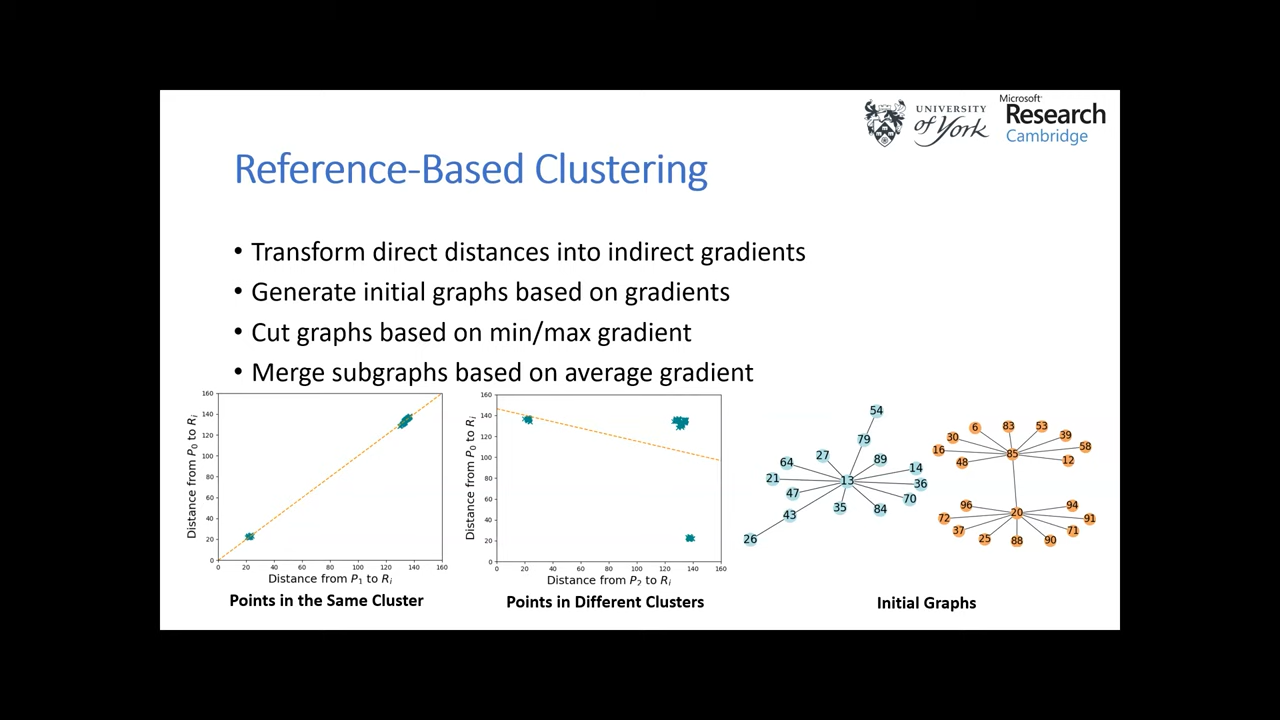 UNIVERSITY
of York
Microsoft
Research
Cambridge
Reference-Based Clustering
• Transform direct distances into indirect gradients
• Generate initial graphs based on gradients
• Cut graphs based on min/max gradient
• Merge subgraphs based on average gradient
160
140
120
100
80
60
40
20
0
Distance from P0 to Ri
0 20 40 60 80 100 120 140 160
Distance from P1 to Ri
Points in the Same Cluster
160
140
120
100
80
60
40
20
0
Distance from P0 to Ri
0 20 40 60 80 100 120 140 160
Distance from P2 to Ri
Points in Different Clusters
54
79
27
89
64
14
21
13
36
47
70
35
84
43
26
6
83
53
30
39
16
85
58
48
12
96
94
72
20
91
37
71
25
88
90
Initial Graphs